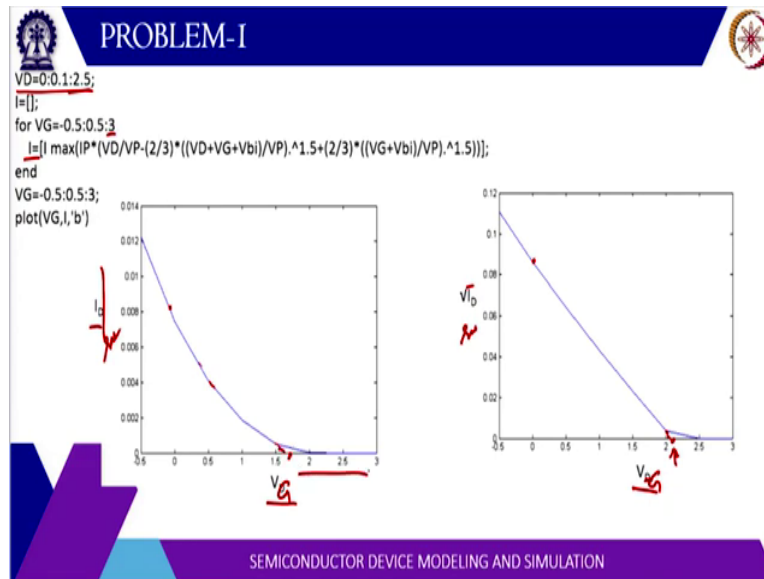 PROBLEM-I
VD=0:0.1:2.5;
I=[];
for VG=-0.5:0.5:3
I=[I max(IP*(VD/VP-(2/3)*((VD+VG+Vbi)/VP).^1.5+(2/3)*((VG+Vbi)/VP).^1.5))];
end
VG=-0.5:0.5:3;
plot(VG,I,'b')
0.014
0.012
0.01
0.008
I_D
0.006
0.004
0.002
0
-0.5 0 0.5 1 1.5 2 2.5 3
V G
0.12
0.1
0.08
√I_D
0.06
0.04
0.02
0
-0.5 0 0.5 1 1.5 2 2.5 3
V G
SEMICONDUCTOR DEVICE MODELING AND SIMULATION